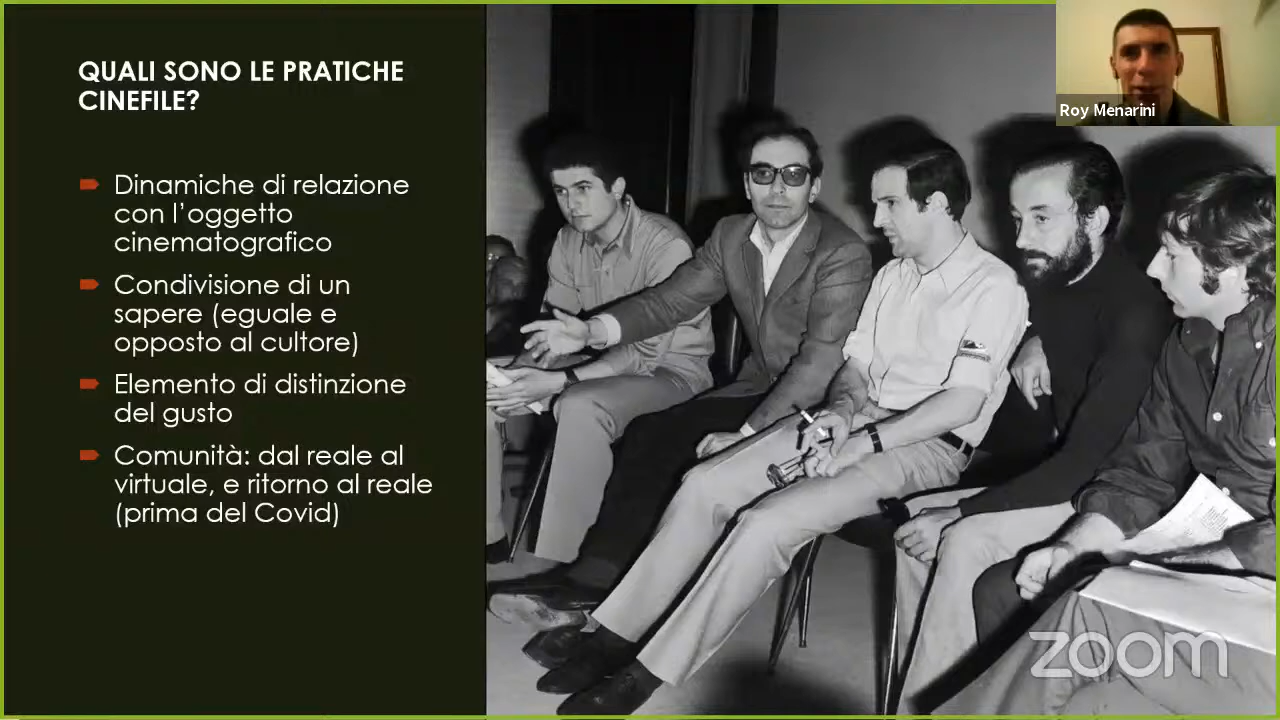 QUALI SONO LE PRATICHE
CINEFILE?
Dinamiche di relazione
con l'oggetto
cinematografico
Condivisione di un
sapere (eguale e
opposto al cultore)
Elemento di distinzione
del gusto
Comunità: dal reale al
virtuale, e ritorno al reale
(prima del Covid)
Roy Menarini
zoom